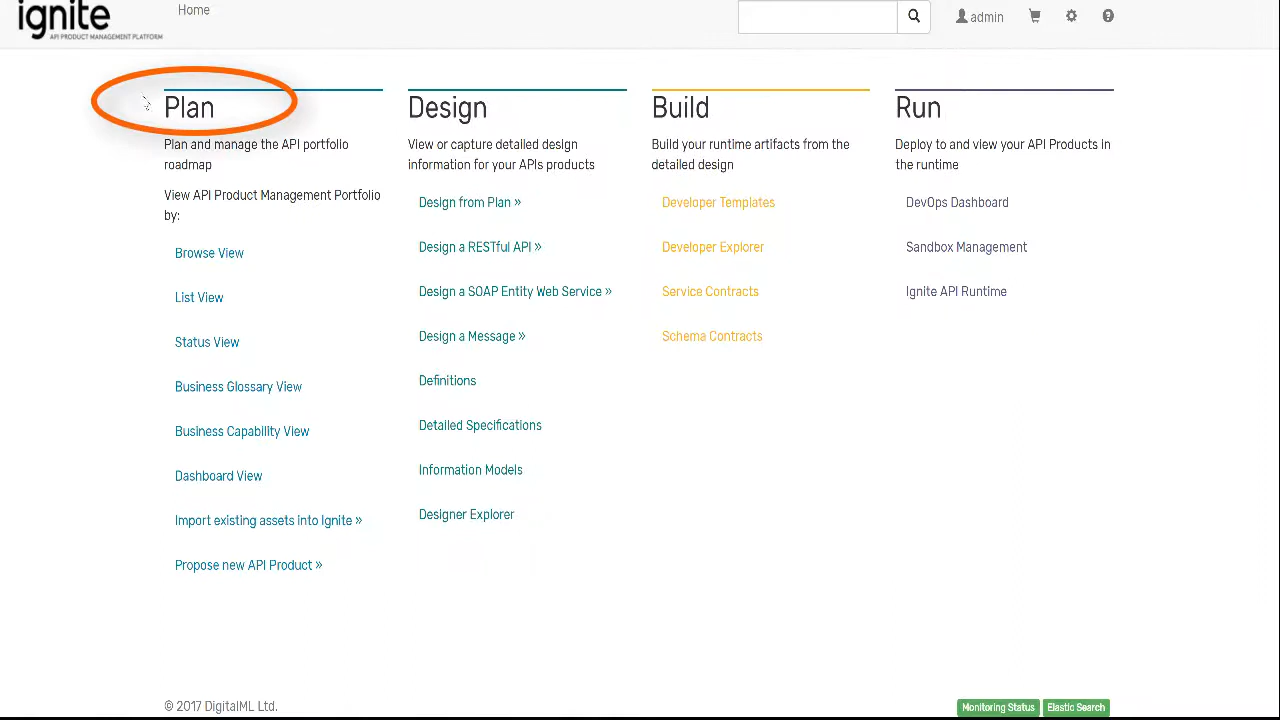 ignite
API PRODUCT MANAGEMENT PLATFORM
Home
admin
Plan
Plan and manage the API portfolio
roadmap
View API Product Management Portfolio
by:
Browse View
List View
Status View
Business Glossary View
Business Capability View
Dashboard View
Import existing assets into Ignite »
Propose new API Product »
Design
View or capture detailed design
information for your APIs products
Design from Plan »
Design a RESTful API »
Design a SOAP Entity Web Service »
Design a Message »
Definitions
Detailed Specifications
Information Models
Designer Explorer
Build
Build your runtime artifacts from the
detailed design
Developer Templates
Developer Explorer
Service Contracts
Schema Contracts
Run
Deploy to and view your API Products in
the runtime
DevOps Dashboard
Sandbox Management
Ignite API Runtime
© 2017 DigitalML Ltd.
Monitoring Status
Elastic Search